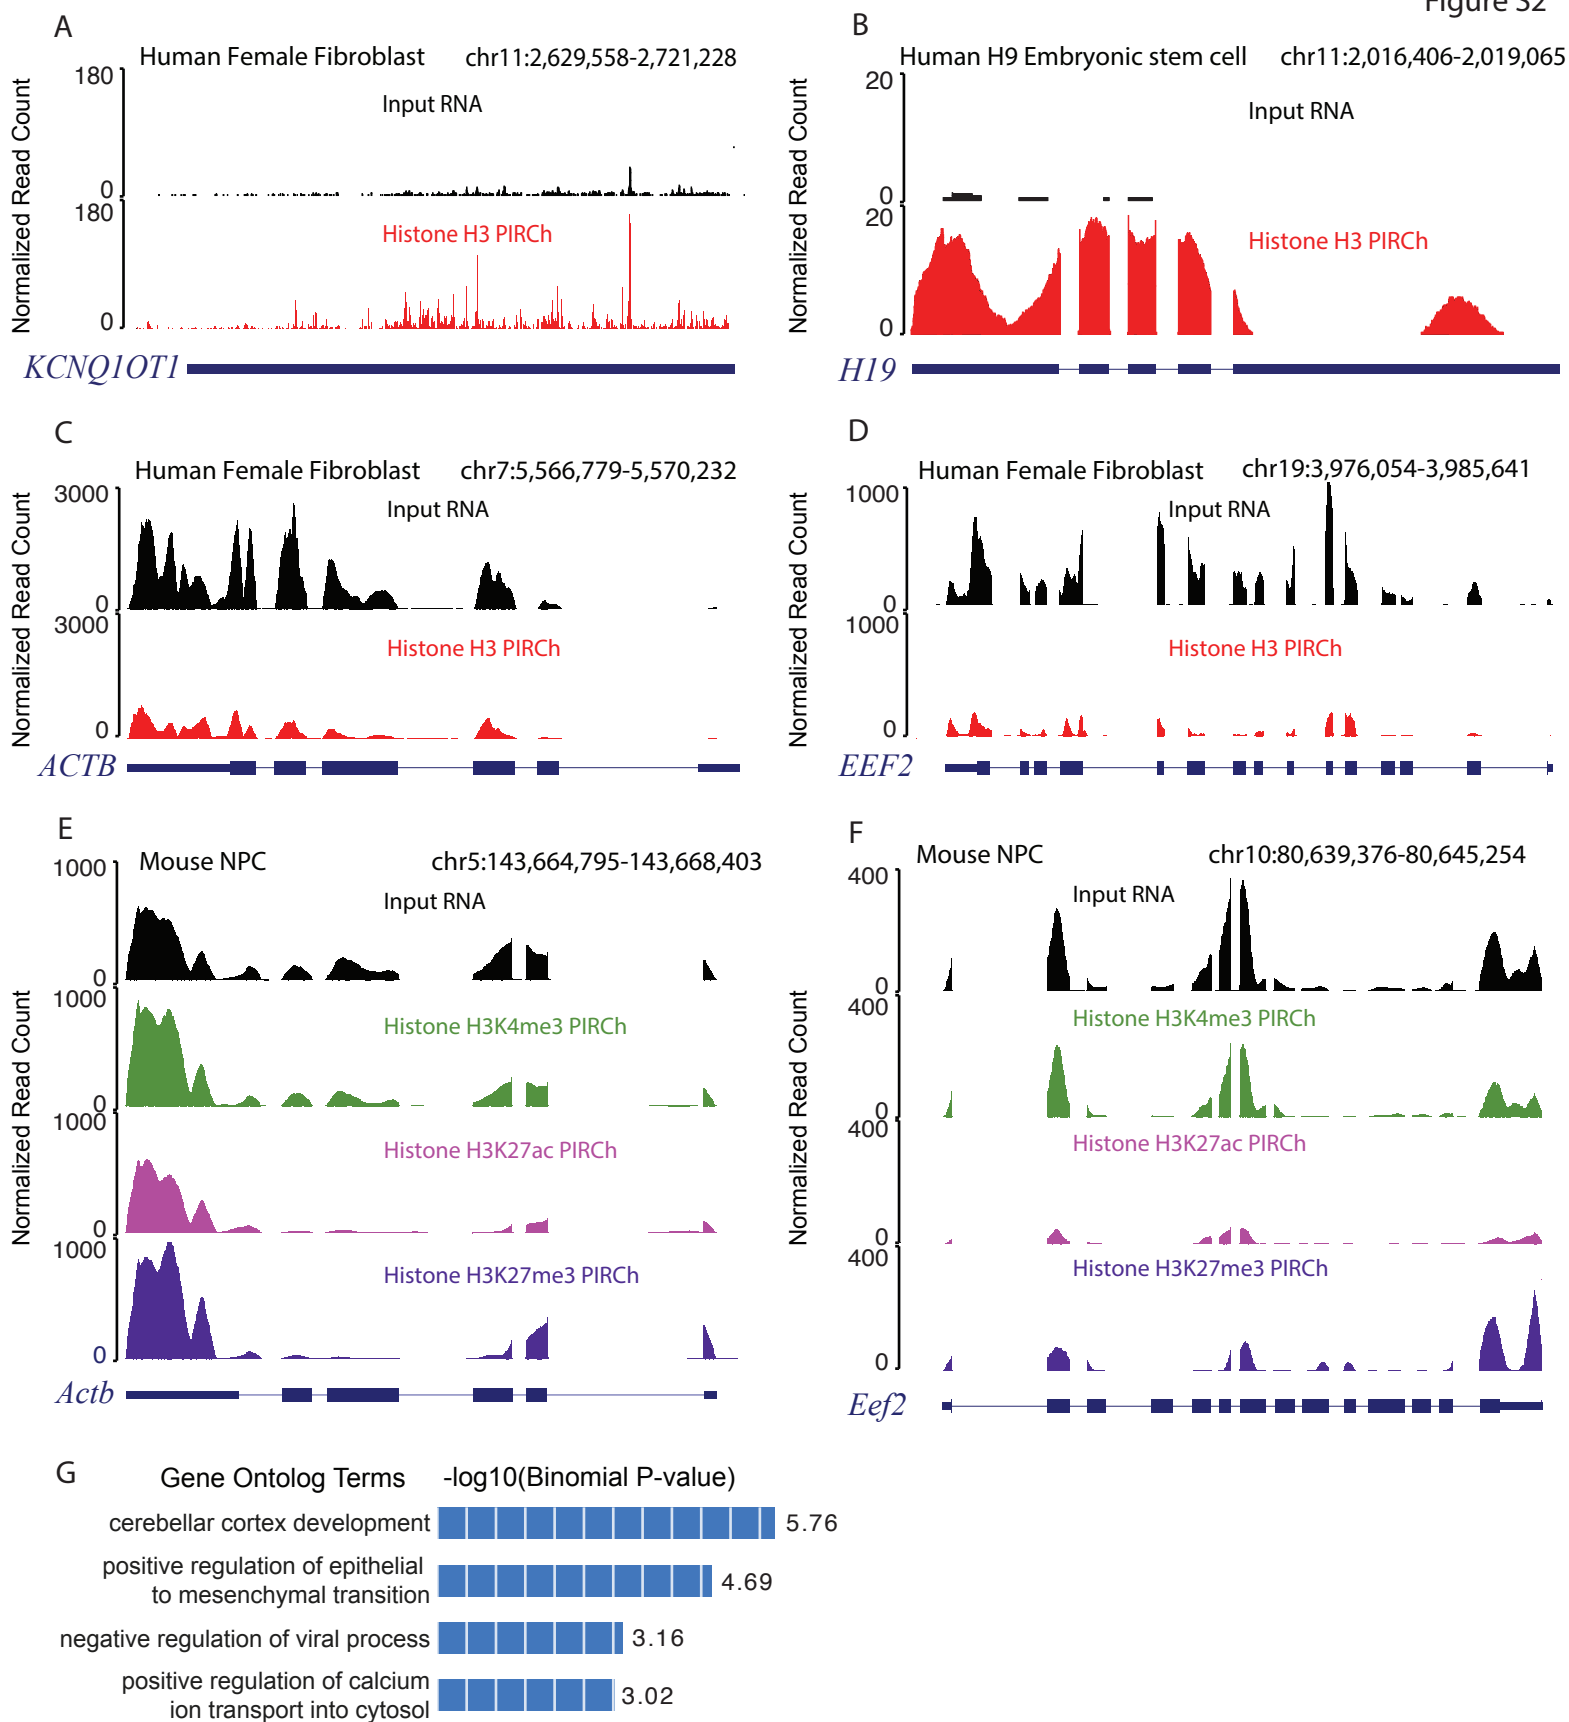 Figure S2
A
Human Female Fibroblast chr11:2,629,558-2,721,228
Normalized Read Count
180
Input RNA
0
180
Histone H3 PIRCh
0
KCNQ1OT1
B
Human H9 Embryonic stem cell chr11:2,016,406-2,019,065
Normalized Read Count
20
Input RNA
0
20
Histone H3 PIRCh
0
H19
C
Human Female Fibroblast chr7:5,566,779-5,570,232
Normalized Read Count
3000
Input RNA
0
3000
Histone H3 PIRCh
0
ACTB
D
Human Female Fibroblast chr19:3,976,054-3,985,641
Normalized Read Count
1000
Input RNA
0
1000
Histone H3 PIRCh
0
EEF2
E
Mouse NPC chr5:143,664,795-143,668,403
Normalized Read Count
1000
Input RNA
0
1000
Histone H3K4me3 PIRCh
0
1000
Histone H3K27ac PIRCh
0
1000
Histone H3K27me3 PIRCh
0
Actb
F
Mouse NPC chr10:80,639,376-80,645,254
Normalized Read Count
400
Input RNA
0
400
Histone H3K4me3 PIRCh
0
400
Histone H3K27ac PIRCh
0
400
Histone H3K27me3 PIRCh
0
Eef2
G
Gene Ontolog Terms -log10(Binomial P-value)
cerebellar cortex development 5.76
positive regulation of epithelial
to mesenchymal transition 4.69
negative regulation of viral process 3.16
positive regulation of calcium
ion transport into cytosol 3.02